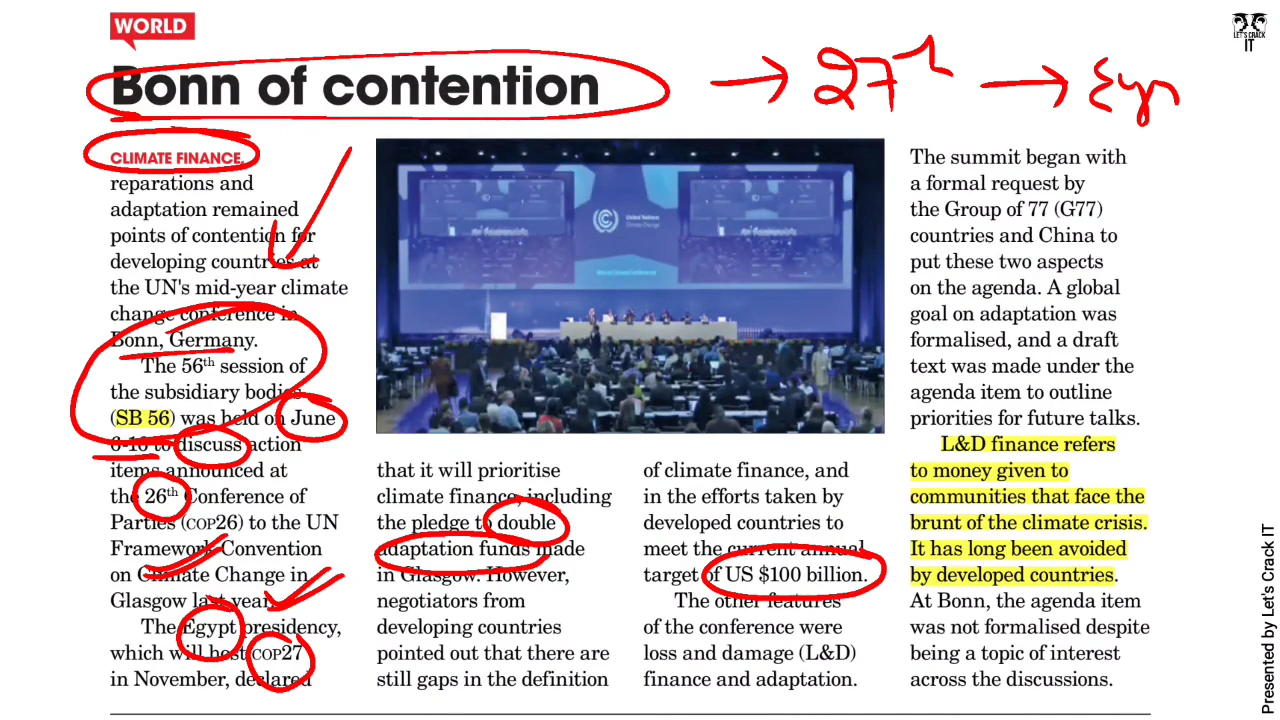 WORLD
LET'S CRACK
IT
Bonn of contention
→ 27th → Egy
CLIMATE FINANCE,
reparations and
adaptation remained
points of contention for
developing countries at
the UN's mid-year climate
change conference in
Bonn, Germany.
The 56th session of
the subsidiary bodies
(SB 56) was held on June
6-10 to discuss action
items announced at
the 26th Conference of
Parties (COP26) to the UN
Framework Convention
on Climate Change in
Glasgow last year.
The Egypt presidency,
which will host COP27
in November, declared
United Nations
Climate Change
that it will prioritise
climate finance, including
the pledge to double
adaptation funds made
in Glasgow. However,
negotiators from
developing countries
pointed out that there are
still gaps in the definition
of climate finance, and
in the efforts taken by
developed countries to
meet the current annual
target of US $100 billion.
The other features
of the conference were
loss and damage (L&D)
finance and adaptation.
The summit began with
a formal request by
the Group of 77 (G77)
countries and China to
put these two aspects
on the agenda. A global
goal on adaptation was
formalised, and a draft
text was made under the
agenda item to outline
priorities for future talks.
L&D finance refers
to money given to
communities that face the
brunt of the climate crisis.
It has long been avoided
by developed countries.
At Bonn, the agenda item
was not formalised despite
being a topic of interest
across the discussions.
Presented by Let's Crack IT